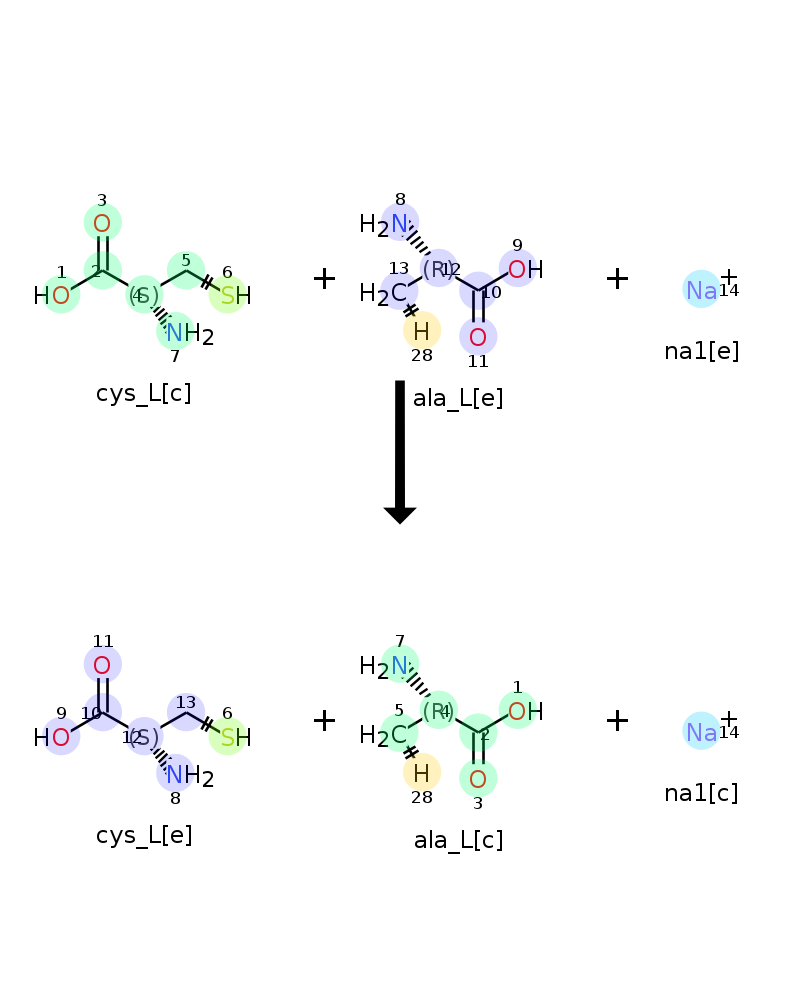 3 8
O H2N 9
1 2 5 6 13 (R) 12 OH
HO 4 (S) SH + H2C 10 + Na+ 14
NH2 H O
7 28 11
cys_L[c] ala_L[e] na1[e]
11 7
O H2N 1
9 10 13 6 5 (R) 4 OH
HO 12 (S) SH + H2C 2 + Na+ 14
NH2 H O
8 28 3
cys_L[e] ala_L[c] na1[c]